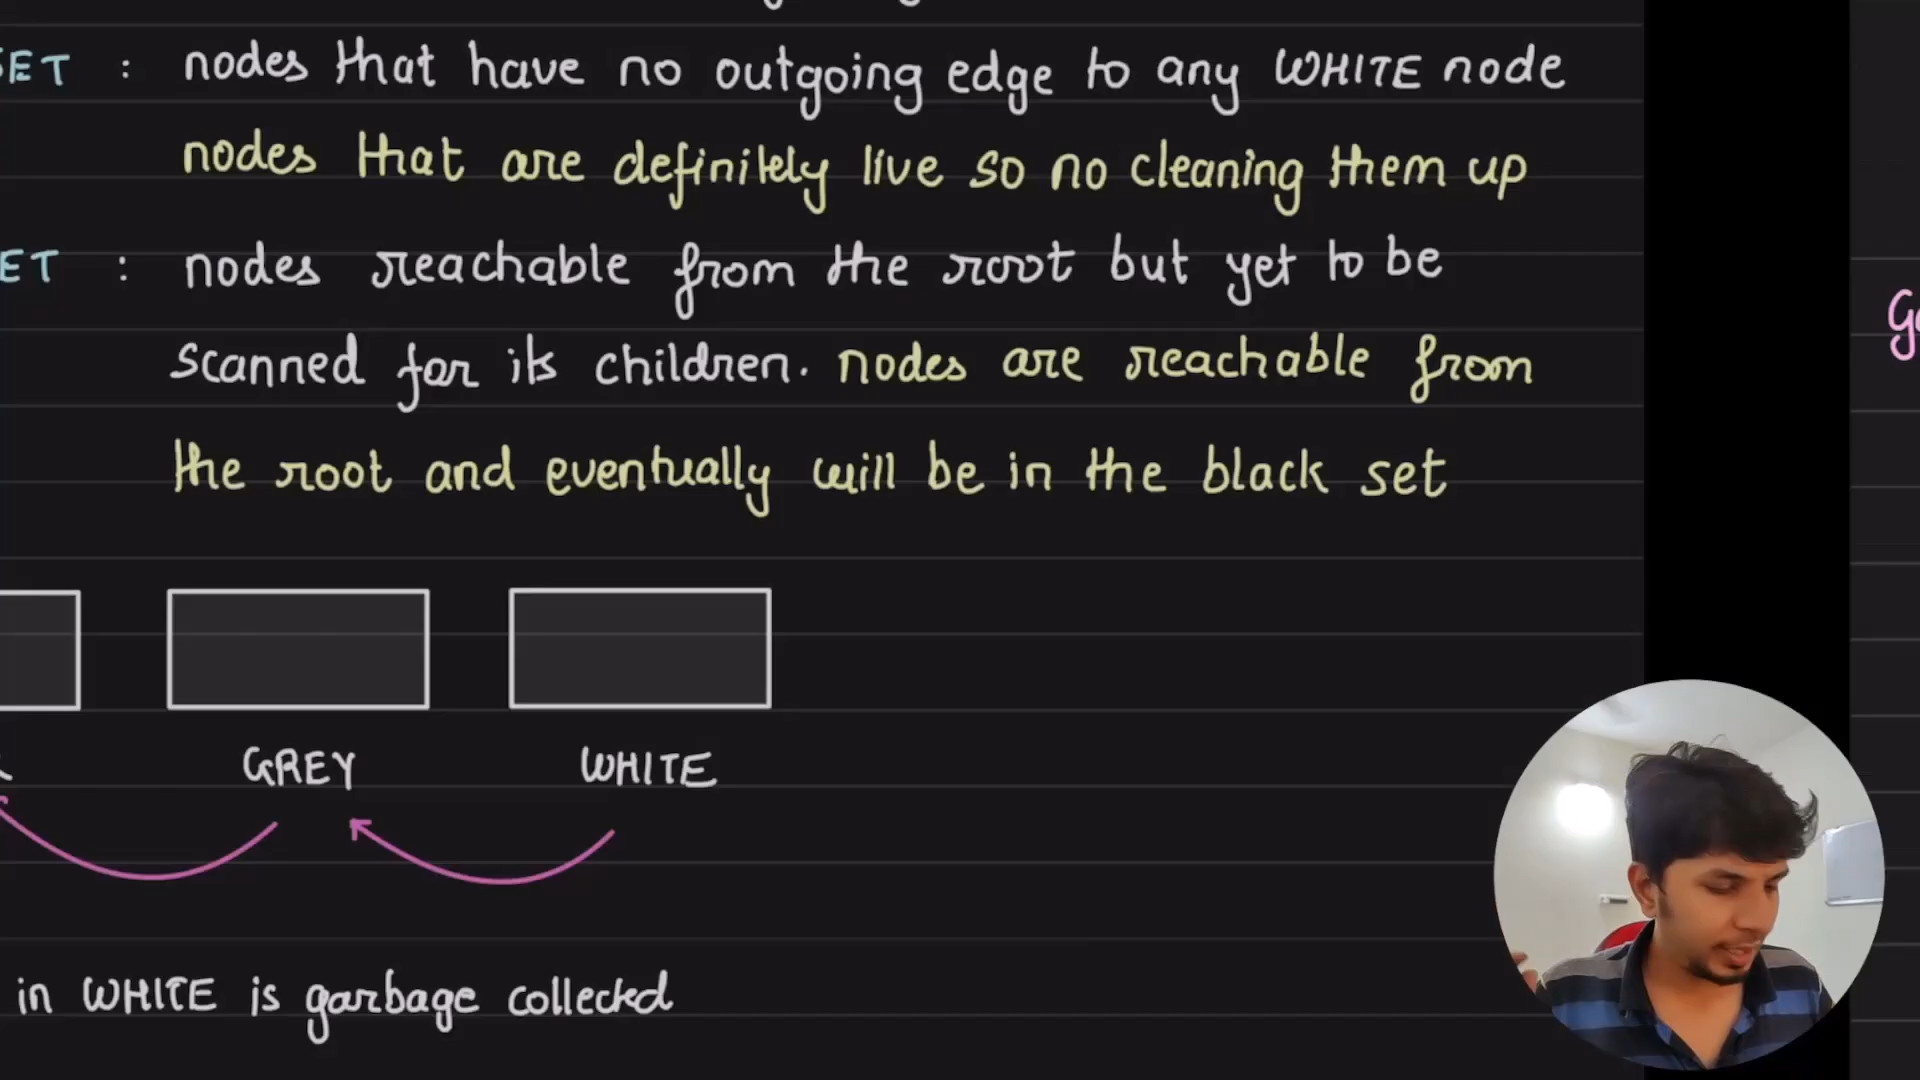 SET : nodes that have no outgoing edge to any WHITE node
nodes that are definitely live so no cleaning them up
ET : nodes reachable from the root but yet to be
scanned for its children. nodes are reachable from
the root and eventually will be in the black set
GREY WHITE
in WHITE is garbage collected